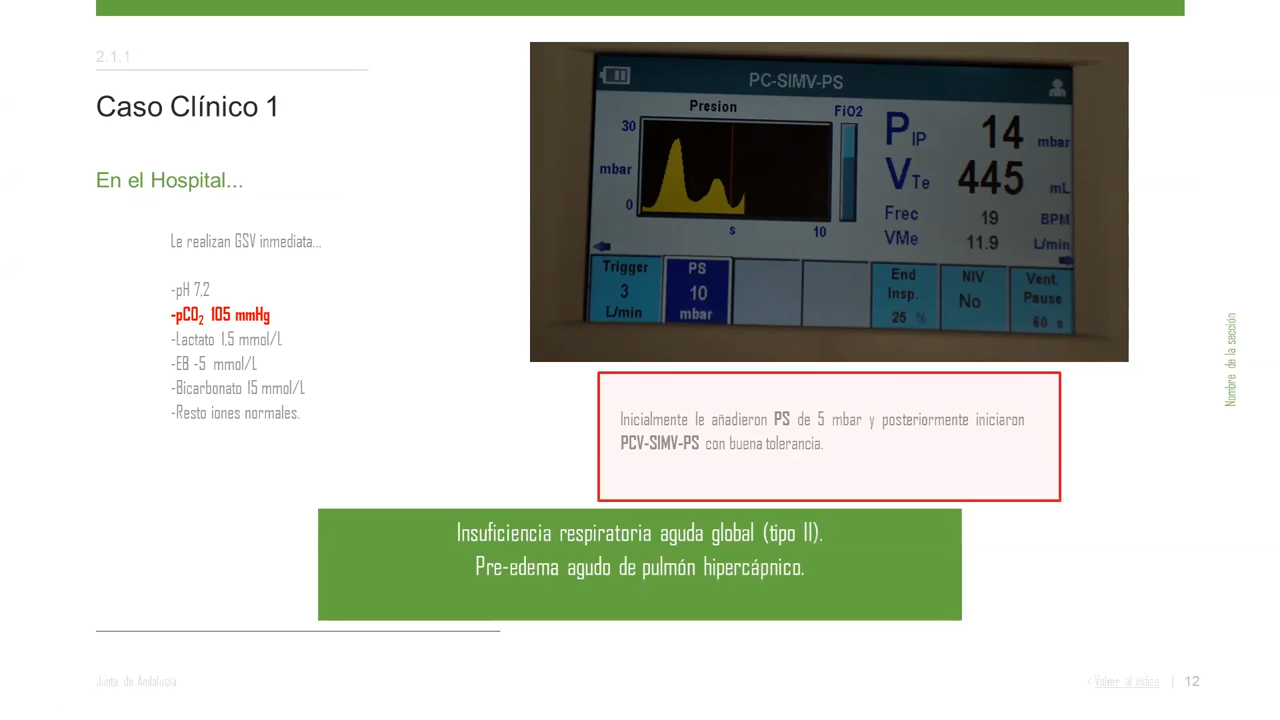 2.1.1
Caso Clínico 1
En el Hospital...
Le realizan GSV inmediata...
-pH 7,2
-pCO2 105 mmHg
-Lactato 1,5 mmol/L
-EB -5 mmol/L
-Bicarbonato 15 mmol/L
-Resto iones normales.
PC-SIMV-PS
Presion
30
mbar
0
s
10
FiO2
PIP 14 mbar
VTe 445 mL
Frec 19 BPM
VMe 11.9 L/min
Trigger
3
L/min
PS
10
mbar
End
Insp.
25 %
NIV
No
Vent.
Pause
60 s
Inicialmente le añadieron PS de 5 mbar y posteriormente iniciaron
PCV-SIMV-PS con buena tolerancia.
Insuficiencia respiratoria aguda global (tipo II).
Pre-edema agudo de pulmón hipercápnico.
Nombre de la sección
Junta de Andalucía
< Volver al índice | 12